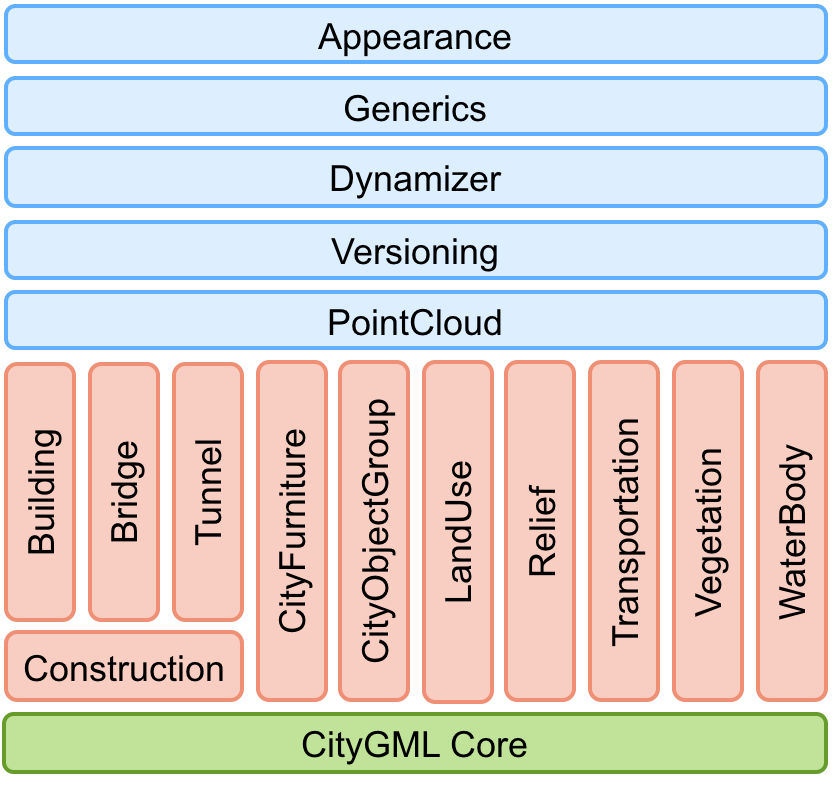 Appearance
Generics
Dynamizer
Versioning
PointCloud
Building
Bridge
Tunnel
CityFurniture
CityObjectGroup
LandUse
Relief
Transportation
Vegetation
WaterBody
Construction
CityGML Core